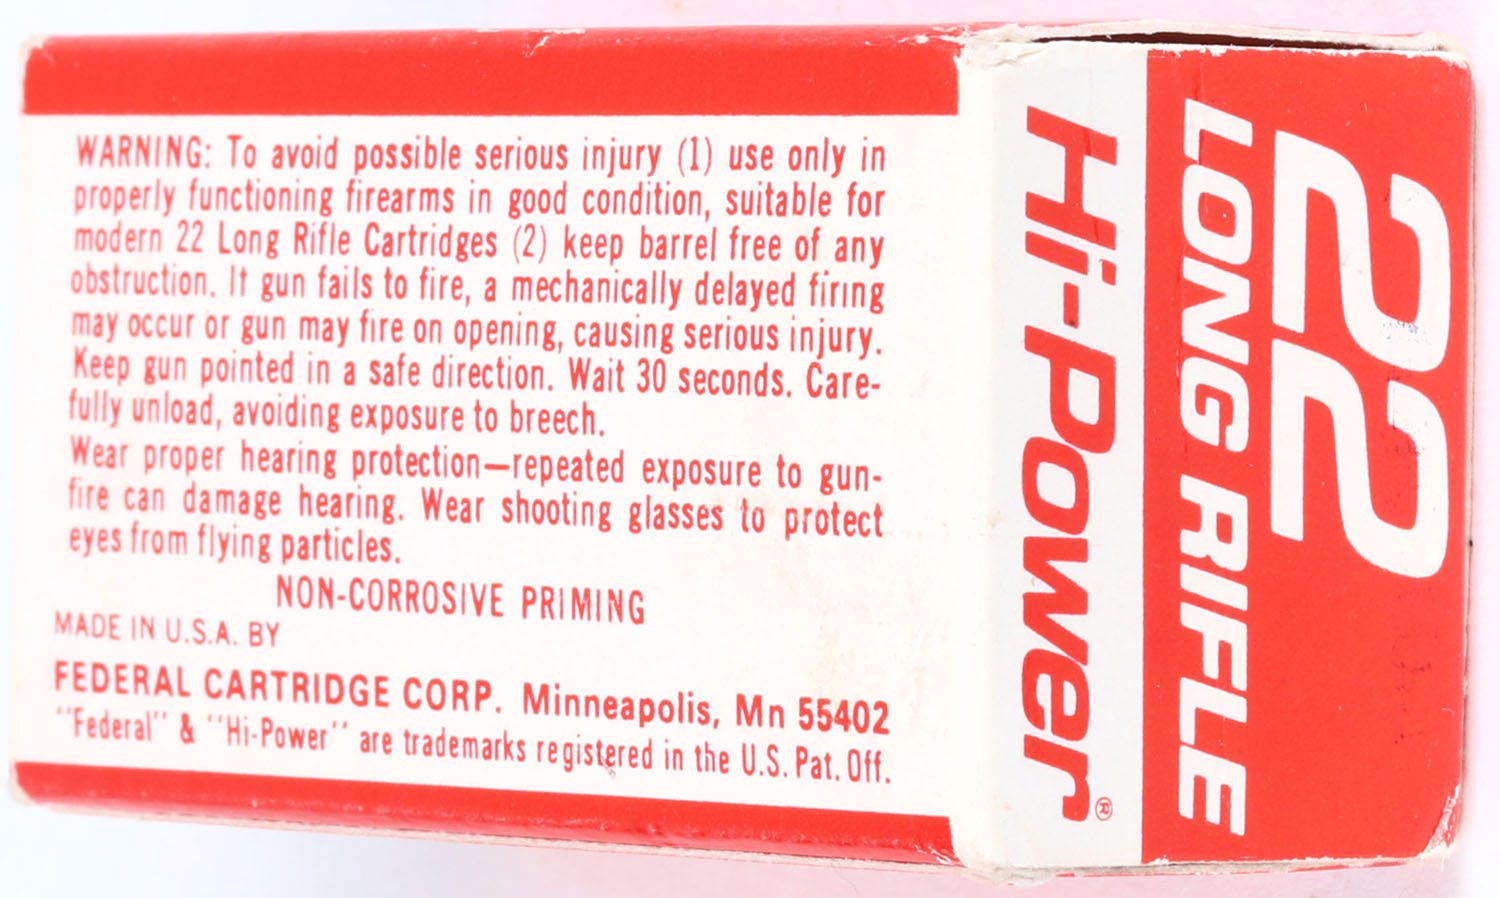 WARNING: To avoid possible serious injury (1) use only in
properly functioning firearms in good condition, suitable for
modern 22 Long Rifle Cartridges (2) keep barrel free of any
obstruction. If gun fails to fire, a mechanically delayed firing
may occur or gun may fire on opening, causing serious injury.
Keep gun pointed in a safe direction. Wait 30 seconds. Care-
fully unload, avoiding exposure to breech.
Wear proper hearing protection—repeated exposure to gun-
fire can damage hearing. Wear shooting glasses to protect
eyes from flying particles.
NON-CORROSIVE PRIMING
MADE IN U.S.A. BY
FEDERAL CARTRIDGE CORP. Minneapolis, Mn 55402
"Federal" & "Hi-Power" are trademarks registered in the U.S. Pat. Off.
22
LONG RIFLE
Hi-Power®